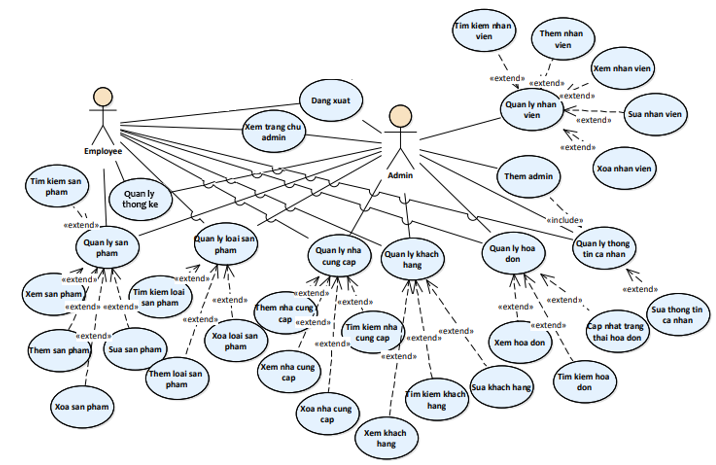 Tim kiem nhan
vien
Them nhan
vien
Xem nhan vien
«extend»
«extend»
«extend»
Quan ly nhan
vien
Sua nhan vien
«extend»
«extend»
Xoa nhan vien
Dang xuat
Xem trang chu
admin
Employee
Admin
Them admin
Tim kiem san
pham
Quan ly
thong ke
«extend»
«include»
Quan ly san
pham
Quan ly loai san
pham
Quan ly nha
cung cap
Quan ly khach
hang
Quan ly hoa
don
Quan ly thong
tin ca nhan
«extend»
«extend»
«extend»
«extend»
«extend»
«extend»
Xem san pham
Tim kiem loai
san pham
«extend»
«extend»
«extend»
Them nha cung
cap
«extend»
«extend»
Tim kiem nha
cung cap
«extend»
«extend»
«extend»
Sua thong tin
ca nhan
Cap nhat trang
thai hoa don
Xoa loai san
pham
Xem hoa don
Them san pham
Sua san pham
«extend»
«extend»
Them loai san
pham
Xem nha cung
cap
Tim kiem hoa
don
Sua khach hang
Tim kiem khach
hang
Xoa san pham
Xoa nha cung
cap
Xem khach
hang